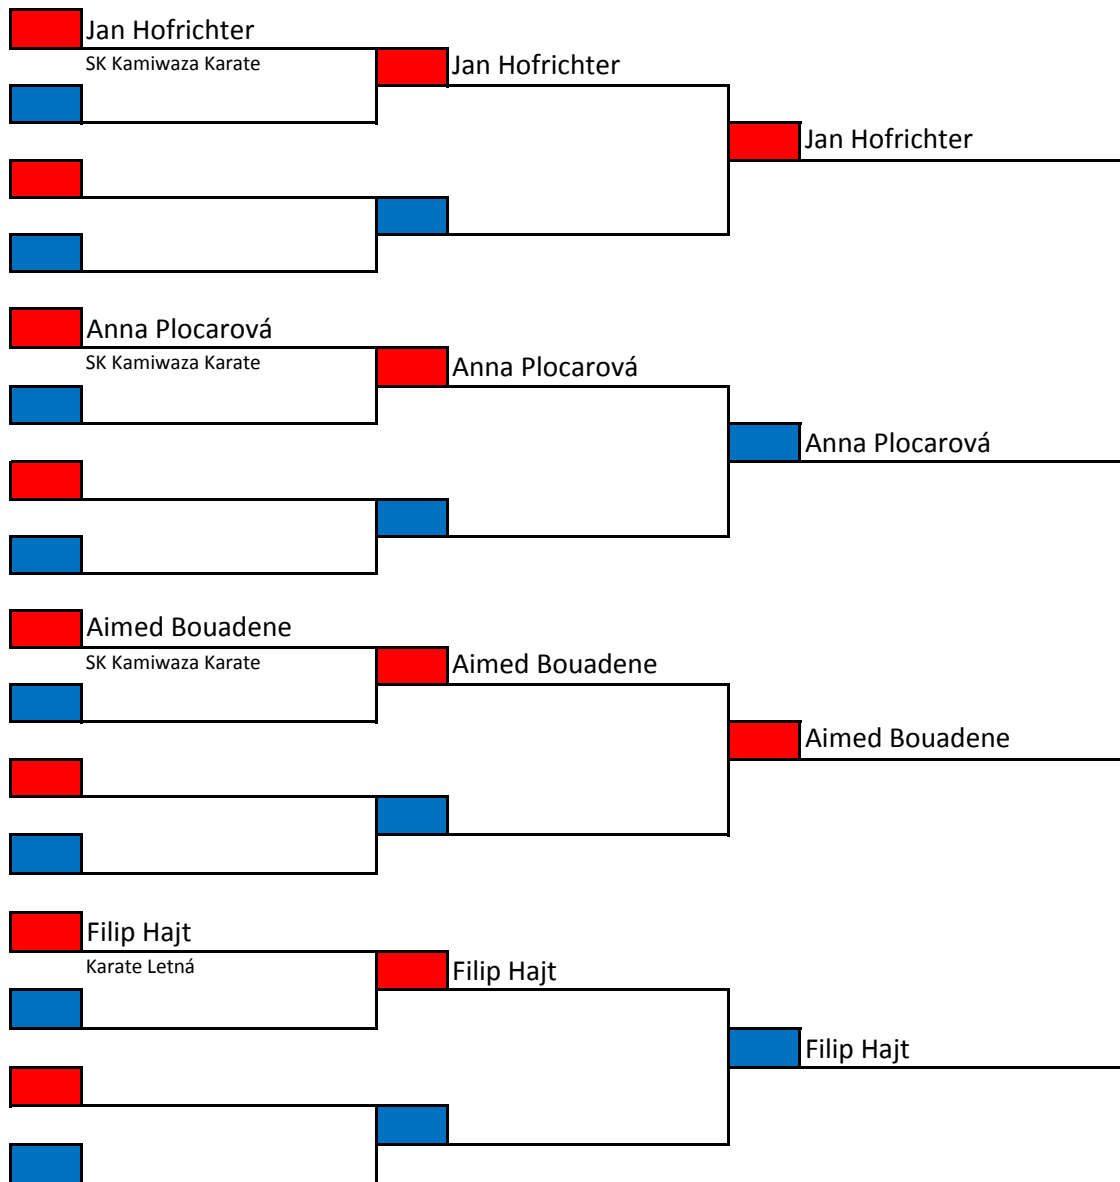 Jan Hofrichter
SK Kamiwaza Karate
Jan Hofrichter
Jan Hofrichter
Anna Plocarová
SK Kamiwaza Karate
Anna Plocarová
Anna Plocarová
Aimed Bouadene
SK Kamiwaza Karate
Aimed Bouadene
Aimed Bouadene
Filip Hajt
Karate Letná
Filip Hajt
Filip Hajt